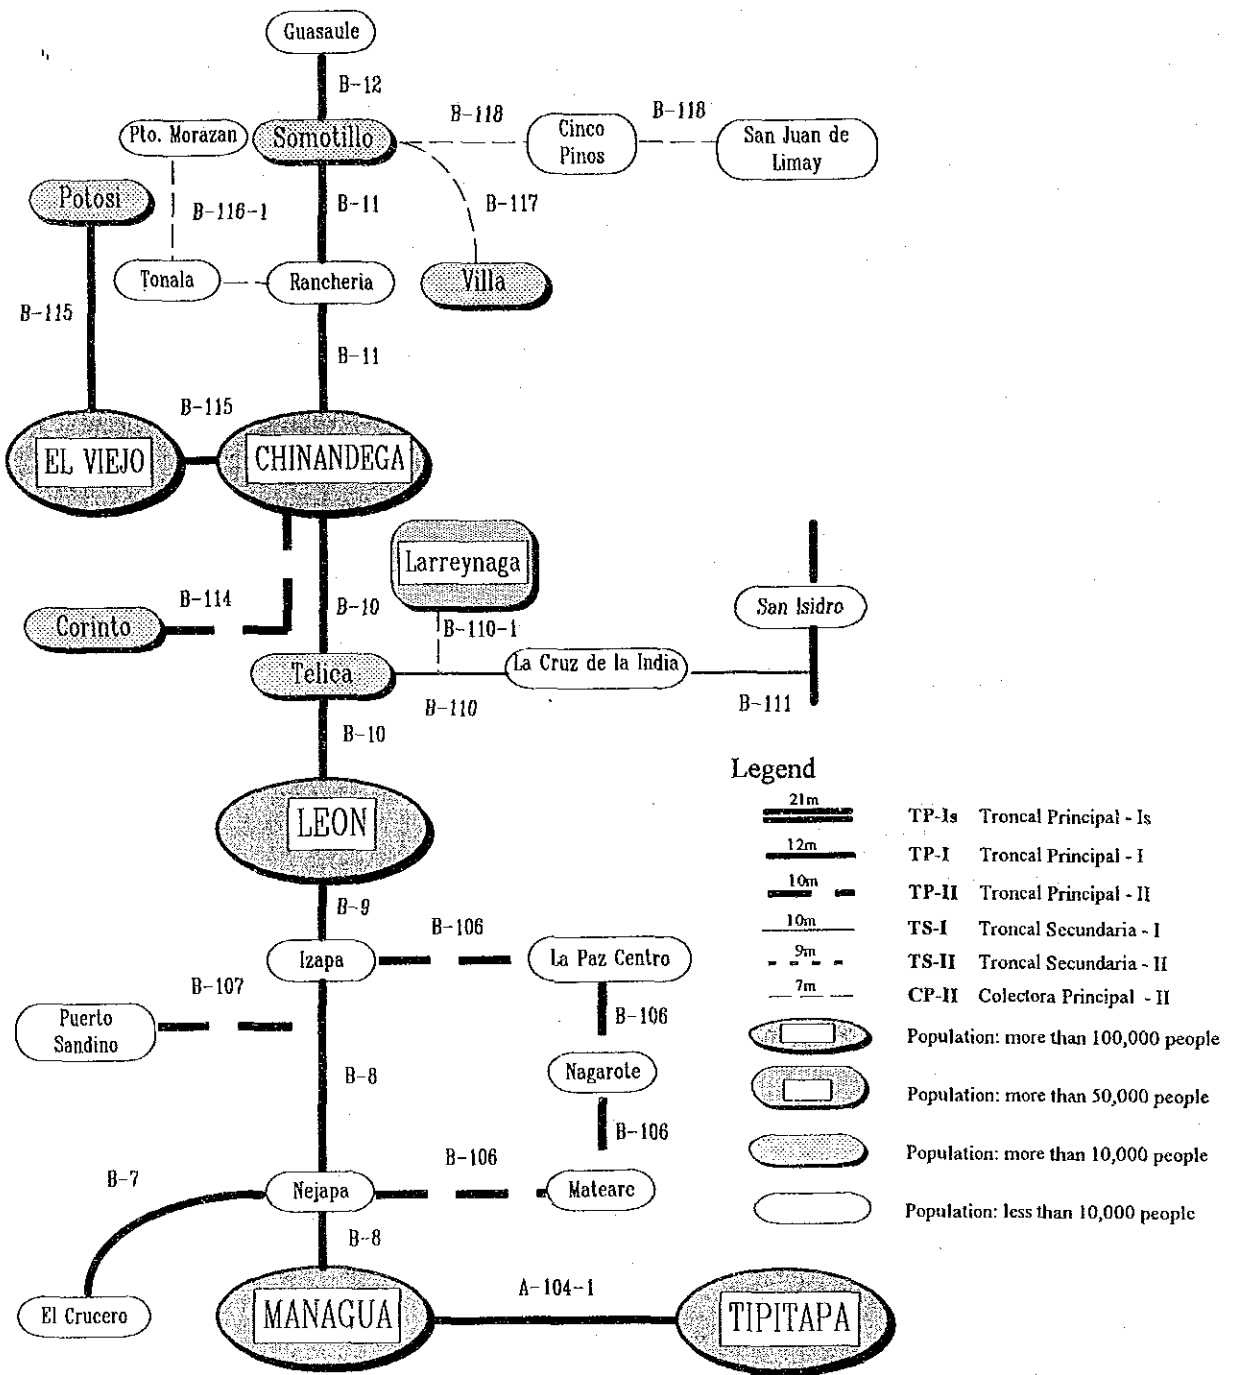 Guasaule
B-12
Pto. Morazan
Somotillo
B-118
Cinco
Pinos
B-118
San Juan de
Limay
Potosi
B-116-1
B-11
B-117
Tonala
Rancheria
Villa
B-115
B-11
B-115
EL VIEJO
CHINANDEGA
Larreynaga
B-114
B-10
San Isidro
Corinto
B-110-1
Telica
La Cruz de la India
B-110
B-111
B-10
LEON
B-9
B-106
Izapa
La Paz Centro
B-107
Puerto
Sandino
B-106
B-8
Nagarote
B-106
B-7
B-106
Nejapa
Mateare
B-8
El Crucero
MANAGUA
A-104-1
TIPITAPA
Legend
21m
TP-Is Troncal Principal - Is
12m
TP-I Troncal Principal - I
10m
TP-II Troncal Principal - II
10m
TS-I Troncal Secundaria - I
9m
TS-II Troncal Secundaria - II
7m
CP-II Colectora Principal - II
Population: more than 100,000 people
Population: more than 50,000 people
Population: more than 10,000 people
Population: less than 10,000 people